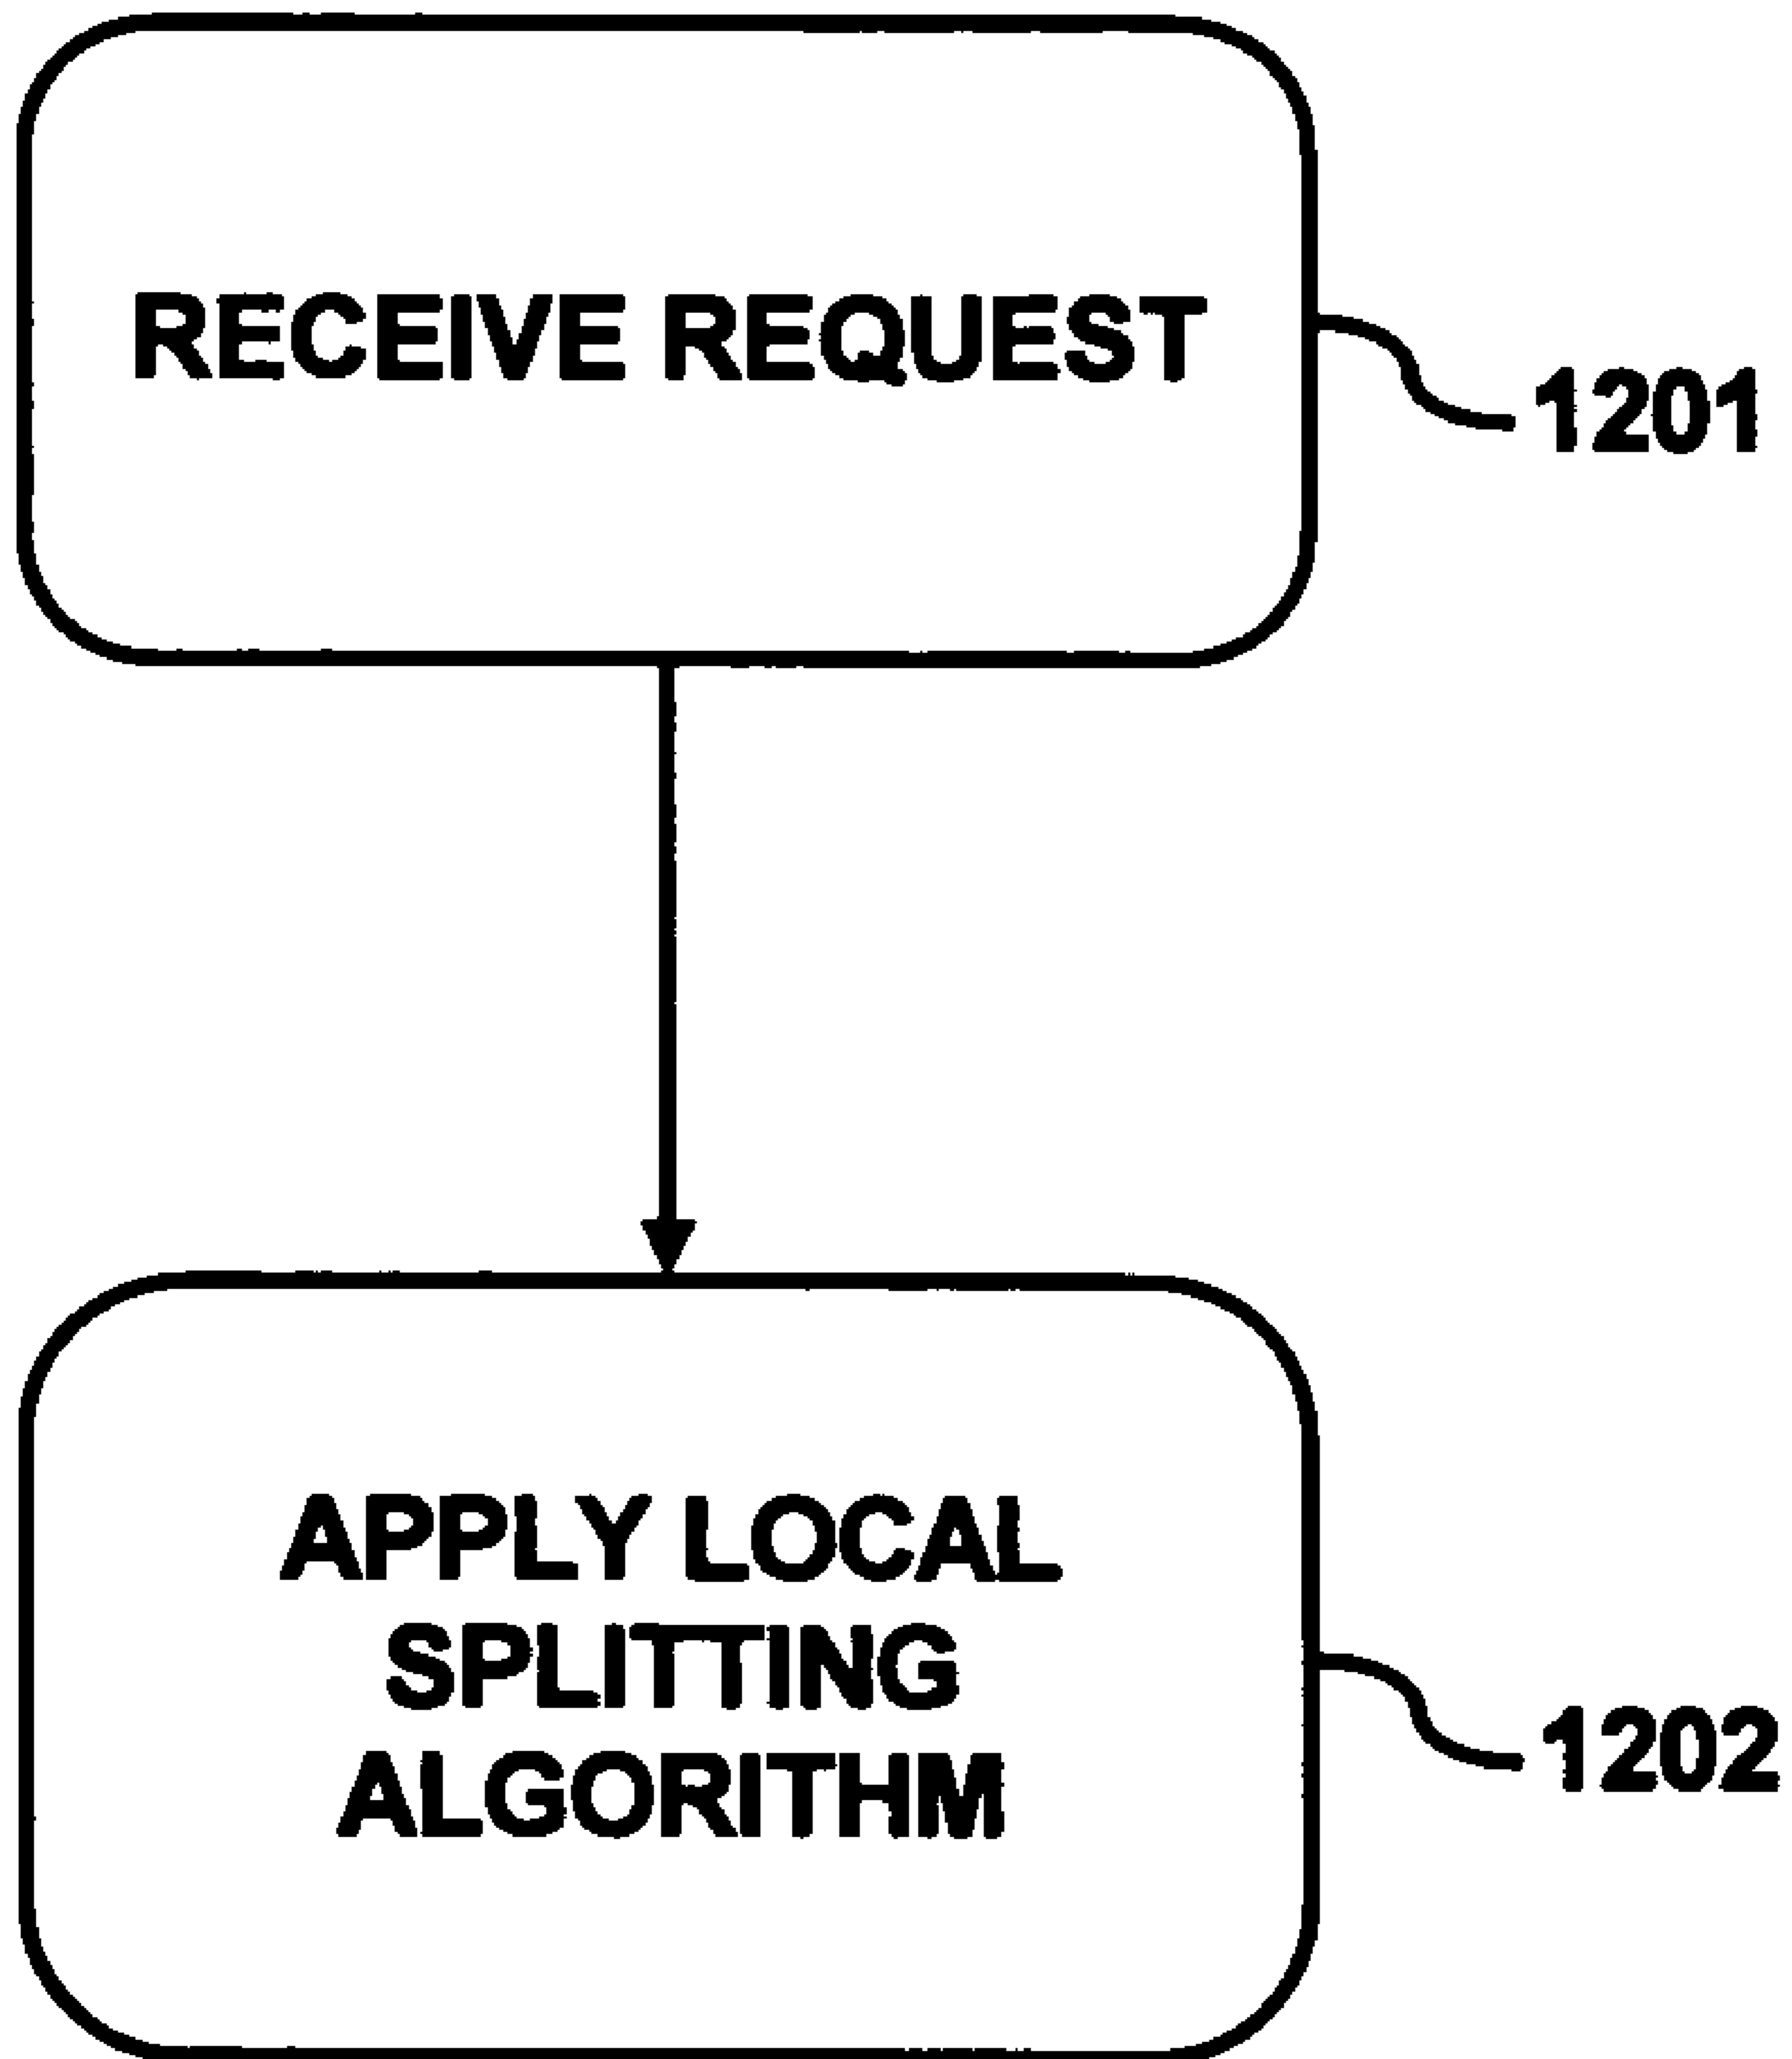 RECEIVE REQUEST
1201
APPLY LOCAL
SPLITTING
ALGORITHM
1202